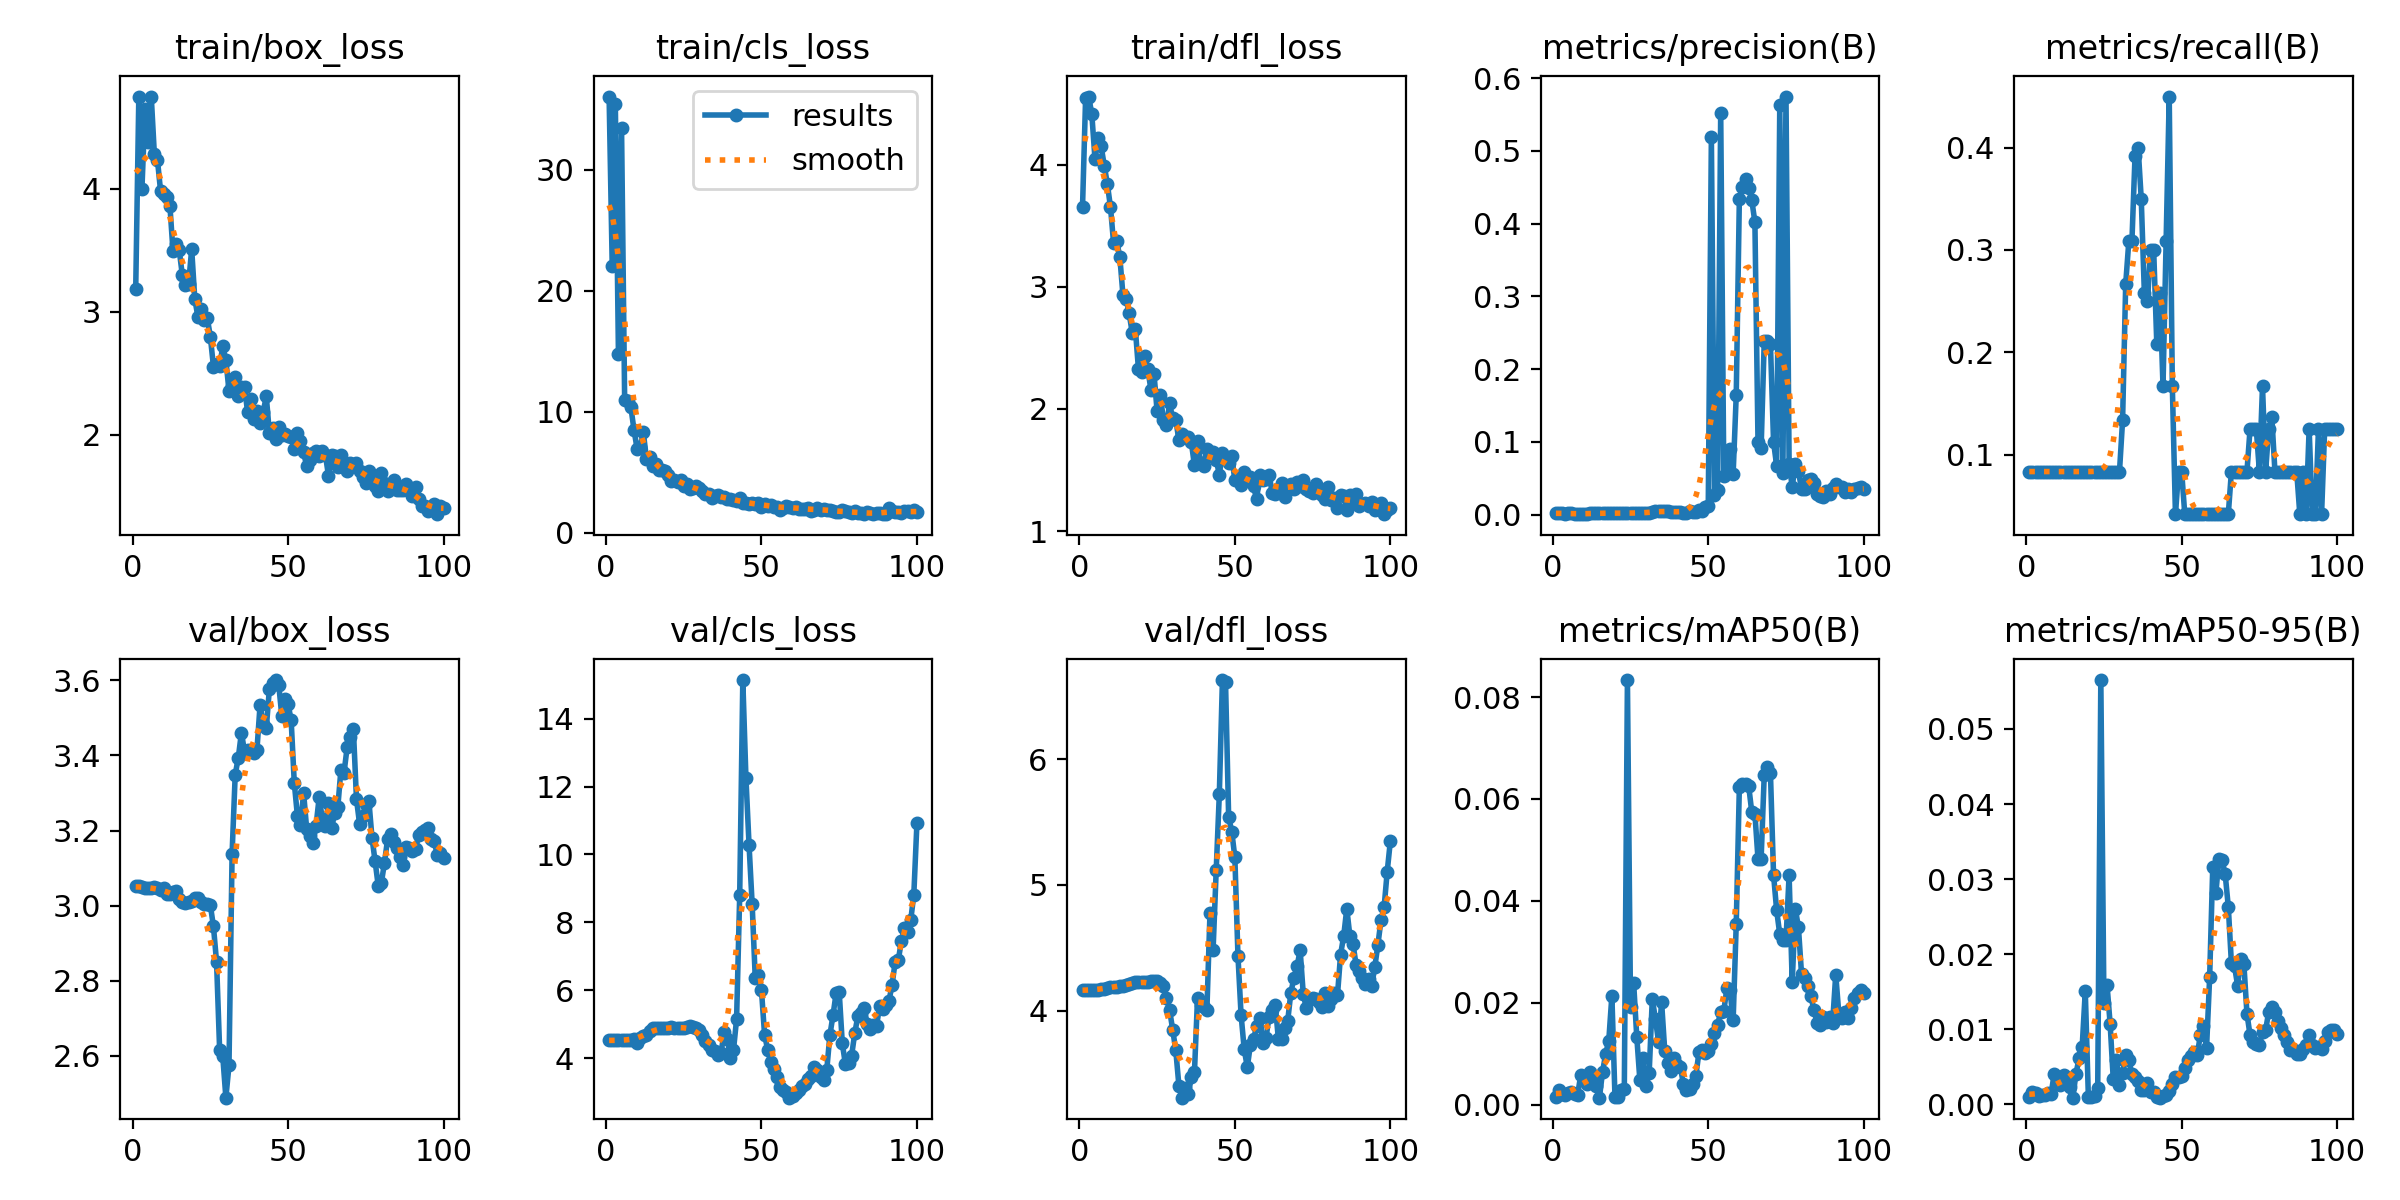 train/box_loss
4
3
2
0 50 100
train/cls_loss
results
smooth
30
20
10
0
0 50 100
train/dfl_loss
4
3
2
1
0 50 100
metrics/precision(B)
0.6
0.5
0.4
0.3
0.2
0.1
0.0
0 50 100
metrics/recall(B)
0.4
0.3
0.2
0.1
0 50 100
val/box_loss
3.6
3.4
3.2
3.0
2.8
2.6
0 50 100
val/cls_loss
14
12
10
8
6
4
0 50 100
val/dfl_loss
6
5
4
0 50 100
metrics/mAP50(B)
0.08
0.06
0.04
0.02
0.00
0 50 100
metrics/mAP50-95(B)
0.05
0.04
0.03
0.02
0.01
0.00
0 50 100